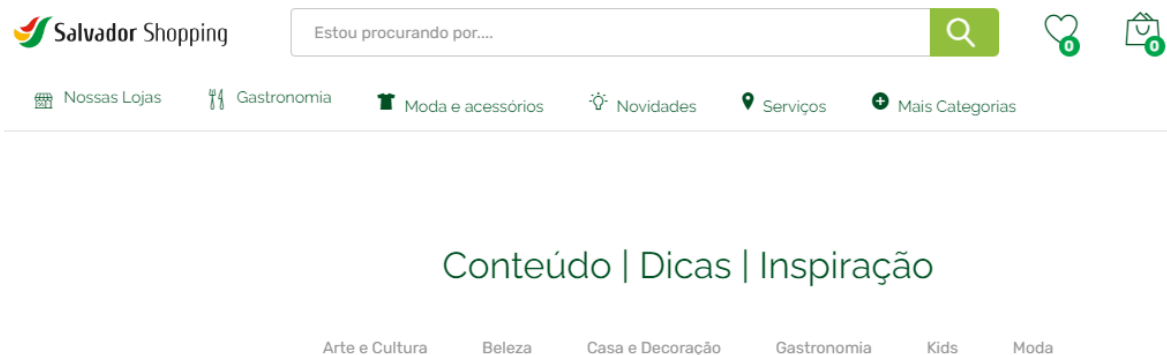 Salvador Shopping
Estou procurando por....
0
0
Nossas Lojas Gastronomia Moda e acessórios Novidades Serviços Mais Categorias
Conteúdo | Dicas | Inspiração
Arte e Cultura Beleza Casa e Decoração Gastronomia Kids Moda